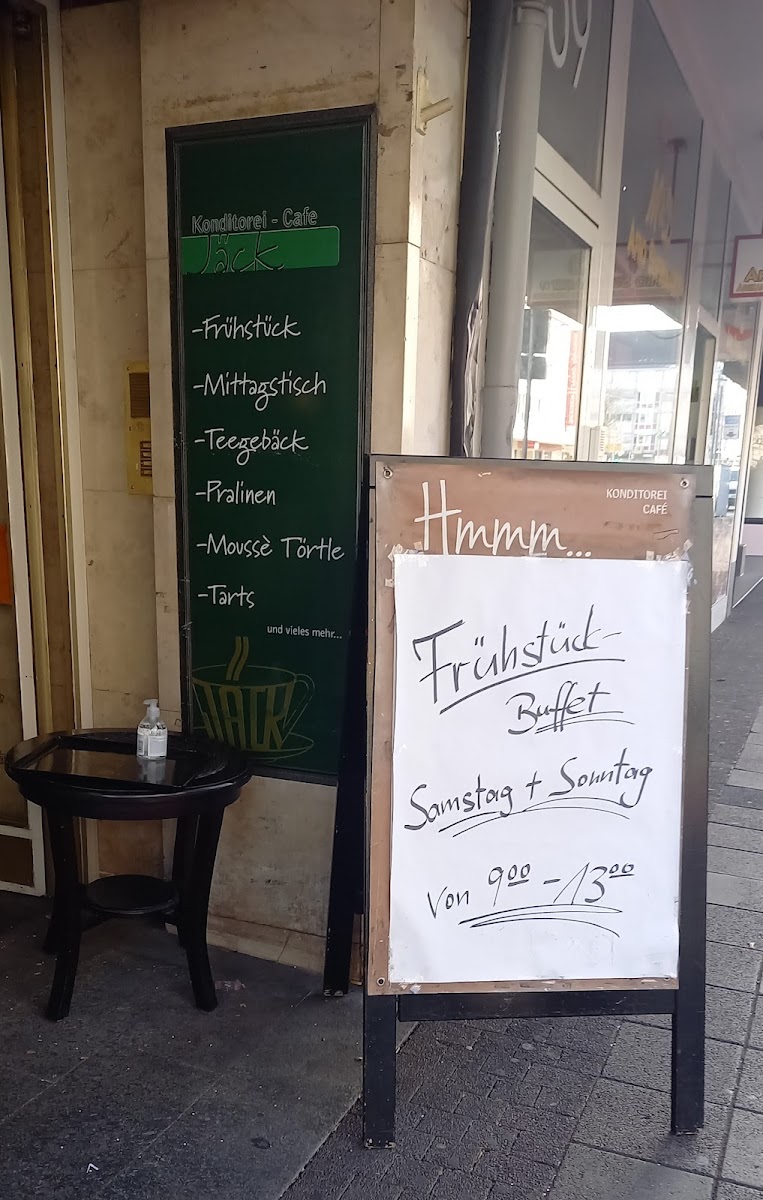 Konditorei - Cafe
Jäck
-Frühstück
-Mittagstisch
-Teegebäck
-Pralinen
-Moussè Törtle
-Tarts
und vieles mehr...
JÄCK
Hmmm...
KONDITOREI
CAFÉ
Frühstück-
Buffet
Samstag + Sonntag
von 9⁰⁰ - 13⁰⁰